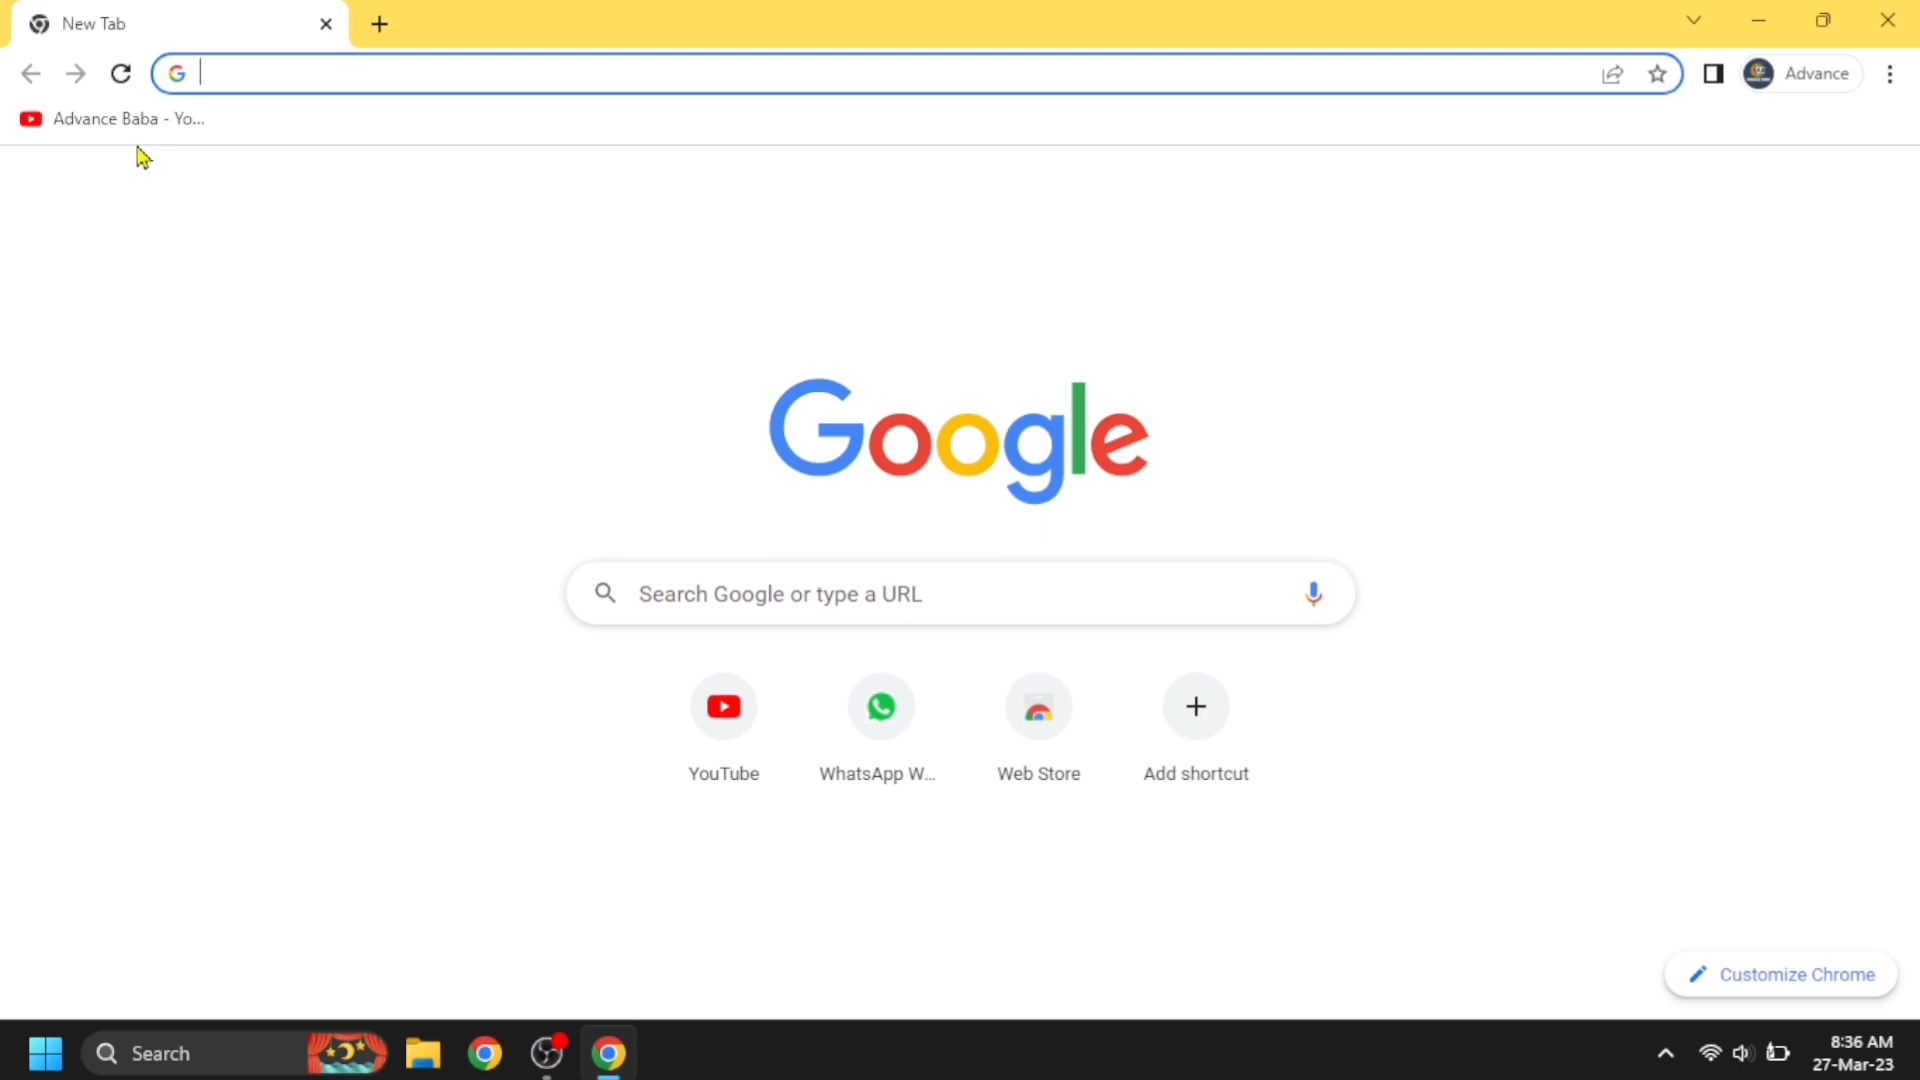 New Tab
Advance
Advance Baba - Yo...
Google
Search Google or type a URL
YouTube
WhatsApp W...
Web Store
Add shortcut
Customize Chrome
Search
8:36 AM
27-Mar-23